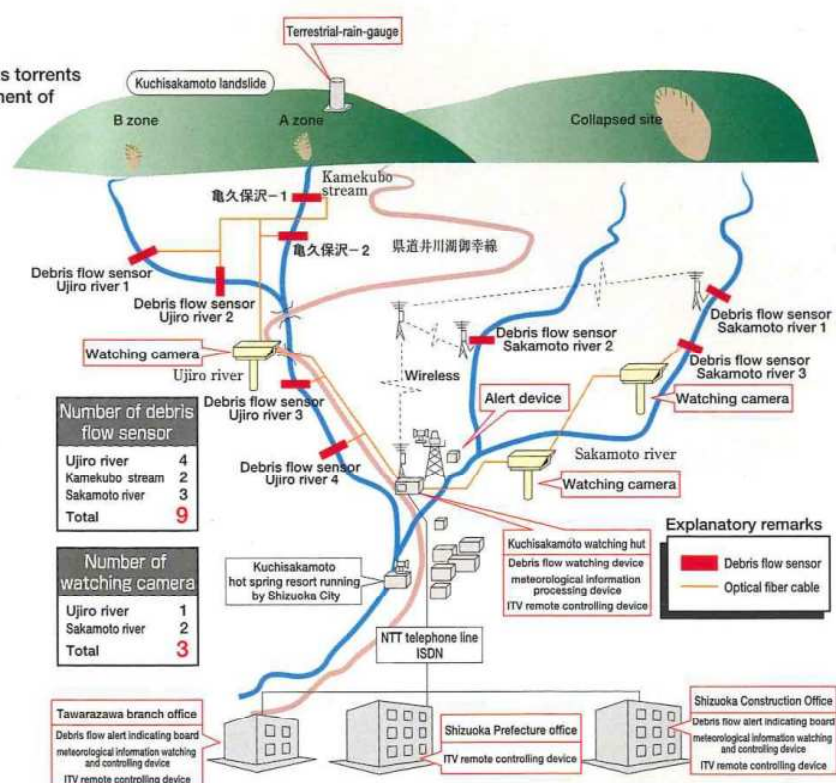 s torrents
ment of
Terrestrial-rain-gauge
Kuchisakamoto landslide
B zone
A zone
Collapsed site
Kamekubo
stream
亀久保沢-1
亀久保沢-2
県道井川湖御幸線
Debris flow sensor
Ujiro river 1
Debris flow sensor
Ujiro river 2
Debris flow sensor
Sakamoto river 1
Debris flow sensor
Sakamoto river 2
Debris flow sensor
Sakamoto river 3
Watching camera
Ujiro river
Wireless
Debris flow sensor
Ujiro river 3
Alert device
Watching camera
Number of debris
flow sensor
Ujiro river 4
Kamekubo stream 2
Sakamoto river 3
Total 9
Debris flow sensor
Ujiro river 4
Sakamoto river
Watching camera
Explanatory remarks
Debris flow sensor
Optical fiber cable
Kuchisakamoto watching hut
Debris flow watching device
meteorological information
processing device
ITV remote controlling device
Number of
watching camera
Ujiro river 1
Sakamoto river 2
Total 3
Kuchisakamoto
hot spring resort running
by Shizuoka City
NTT telephone line
ISDN
Tawarazawa branch office
Debris flow alert indicating board
meteorological information watching
and controlling device
ITV remote controlling device
Shizuoka Prefecture office
ITV remote controlling device
Shizuoka Construction Office
Debris flow alert indicating board
meteorological information watching
and controlling device
ITV remote controlling device